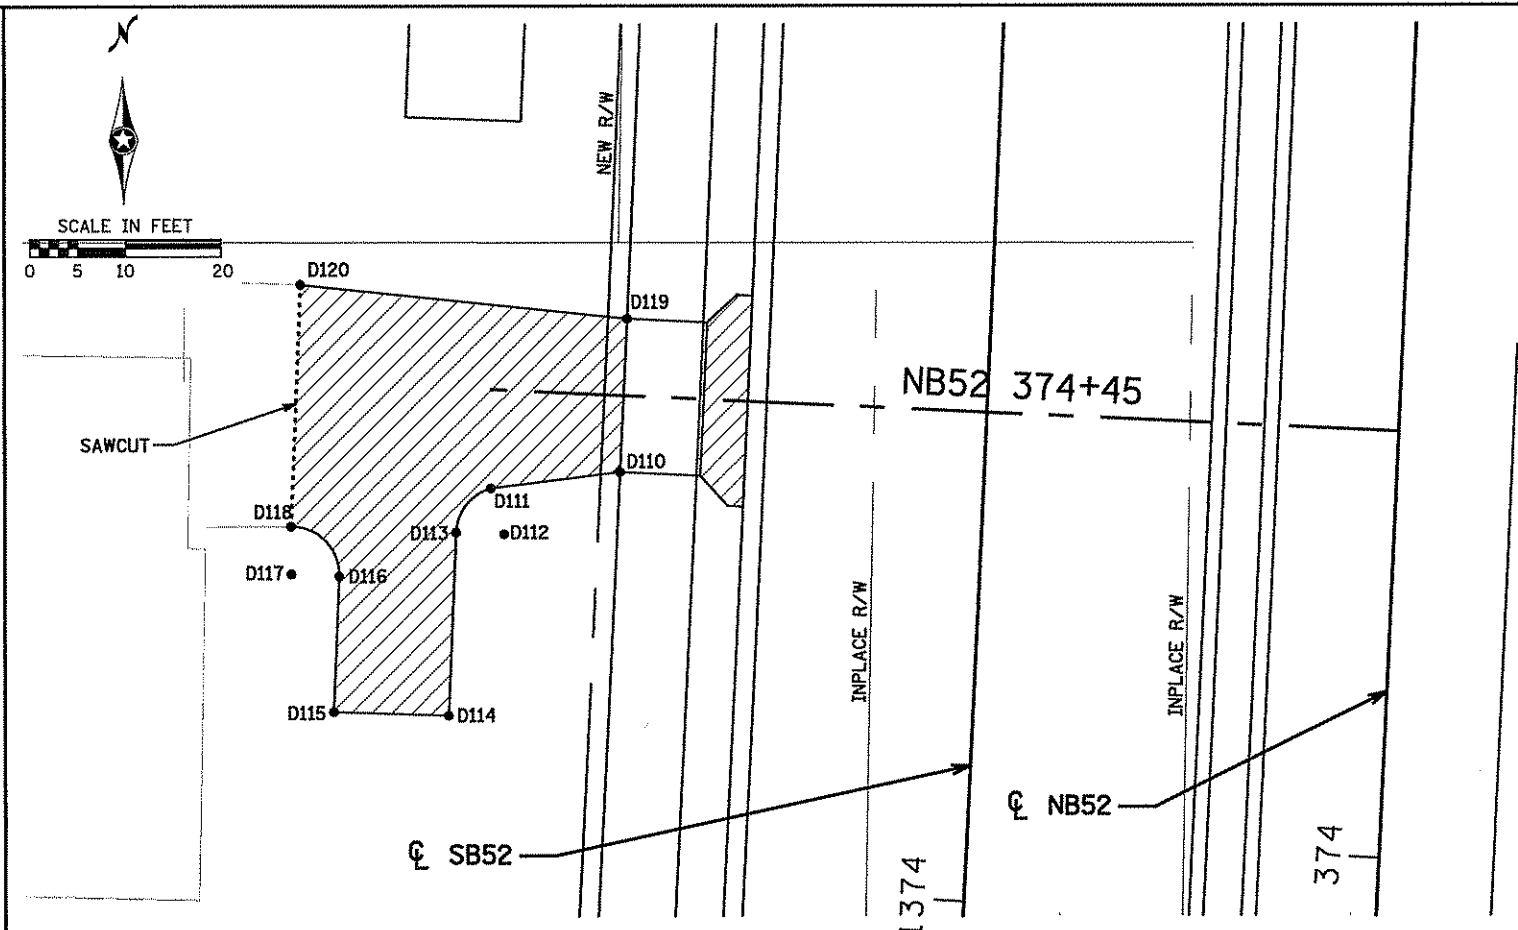 N
NEW R/W
SCALE IN FEET
0 5 10 20
D120
D119
NB52 374+45
SAWCUT
D110
D111
D118
D113
D112
D117
D116
INPLACE R/W
INPLACE R/W
D115
D114
℄ NB52
℄ SB52
374
1374